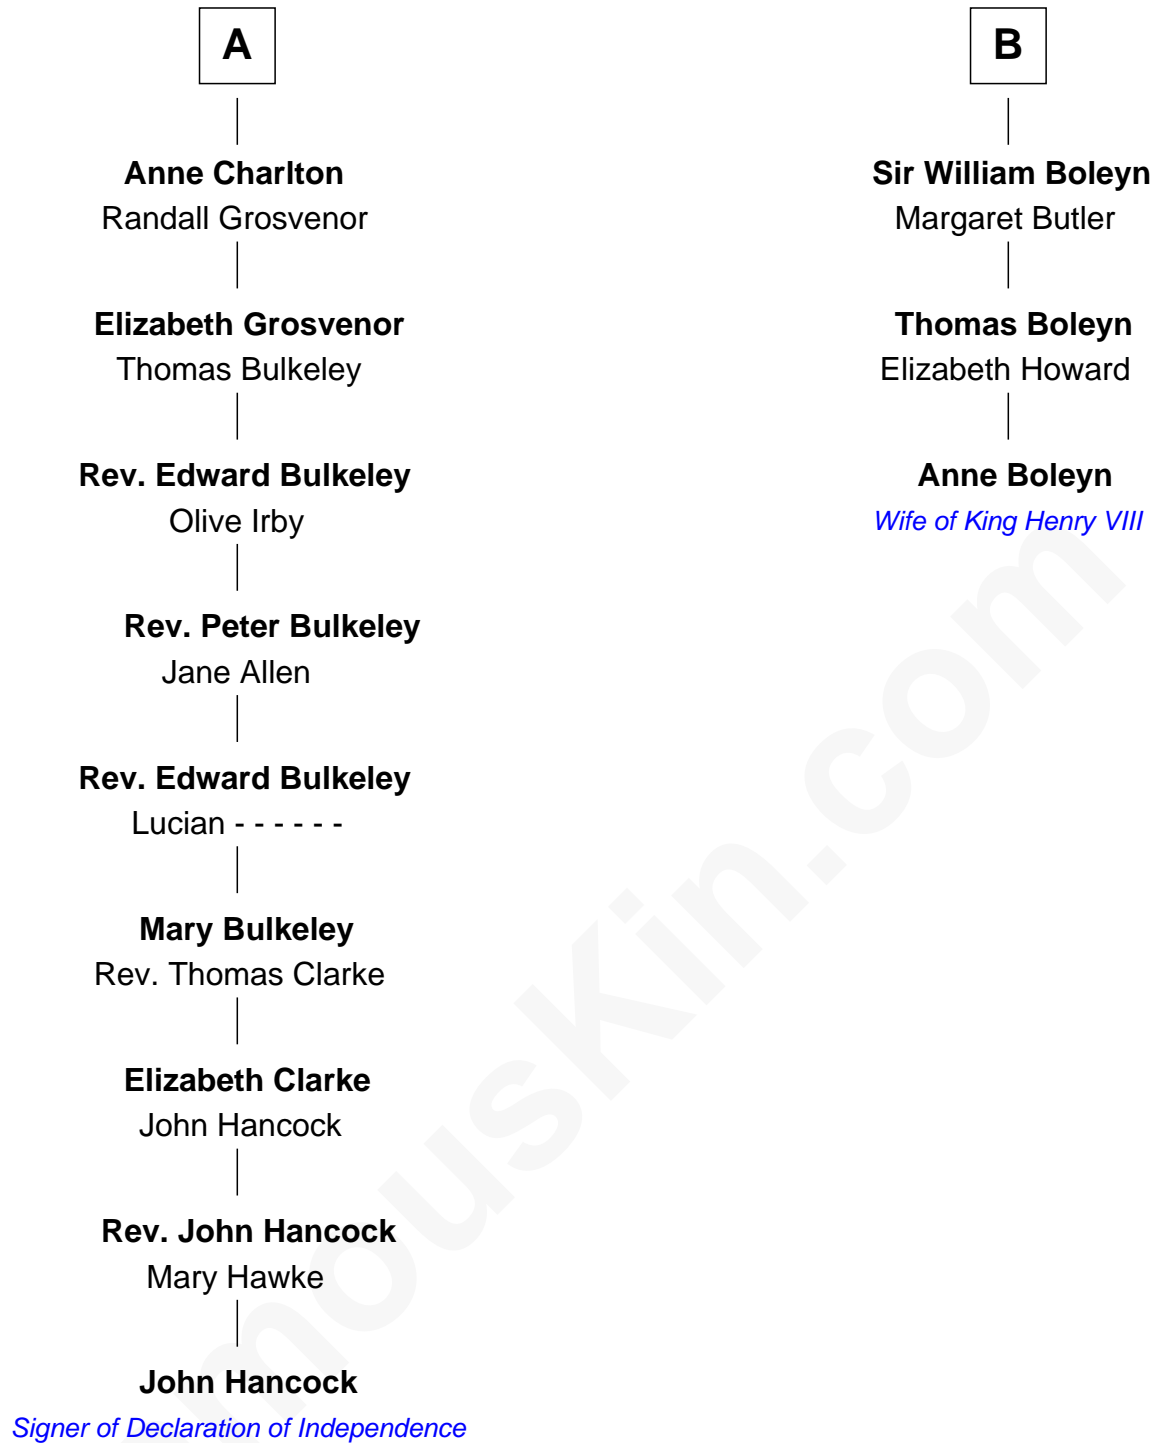 A
Anne Charlton
Randall Grosvenor
Elizabeth Grosvenor
Thomas Bulkeley
Rev. Edward Bulkeley
Olive Irby
Rev. Peter Bulkeley
Jane Allen
Rev. Edward Bulkeley
Lucian - - - - - -
Mary Bulkeley
Rev. Thomas Clarke
Elizabeth Clarke
John Hancock
Rev. John Hancock
Mary Hawke
John Hancock
Signer of Declaration of Independence
B
Sir William Boleyn
Margaret Butler
Thomas Boleyn
Elizabeth Howard
Anne Boleyn
Wife of King Henry VIII
mousKin.com